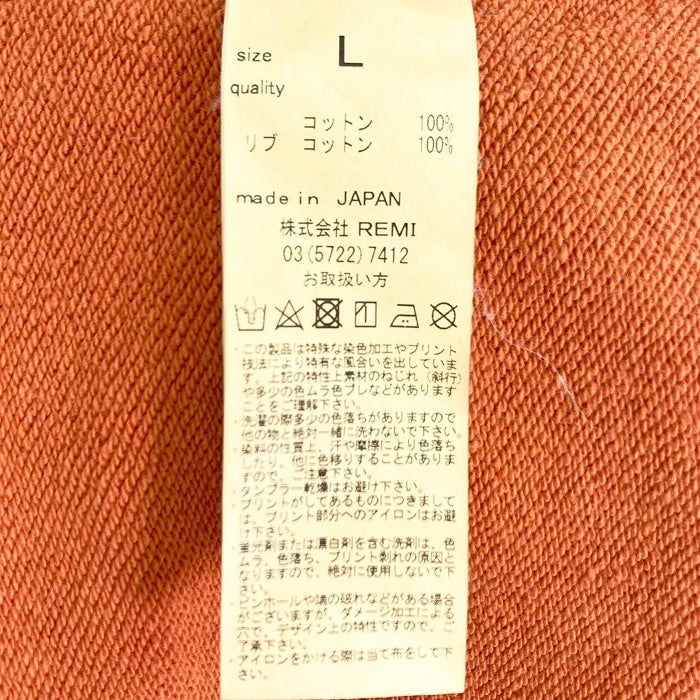 size L
quality
コットン 100%
リブ コットン 100%
made in JAPAN
株式会社 REMI
03(5722)7412
お取扱い方
・この製品は特殊な染色加工やプリント
技法により特有な風合いを出していま
す。上記の特性上素材のねじれ（斜行）
や多少の色ムラ色ブレなどがあります
ことをご理解下さい。
・洗濯の際多少の色落ちがありますので
他の物と絶対一緒に洗わないで下さい。
染料の性質上、汗や摩擦により色落ち
したり、他に色移りすることがありま
すので、ご注意下さい。
・タンブラー乾燥はお避け下さい。
・プリントがしてあるものにつきまして
は、プリント部分へのアイロンはお避
け下さい。
・蛍光剤または漂白剤を含む洗剤は、色
ムラ、色落ち、プリント剥れの原因と
なりますので、絶対に使用しないで下
さい。
・ピンホールや端の破れなどがある場合
がございますが、ダメージ加工による
穴で、デザイン上の特性ですので、ご
了承下さい。
・アイロンをかける際は当て布をして下
さい。